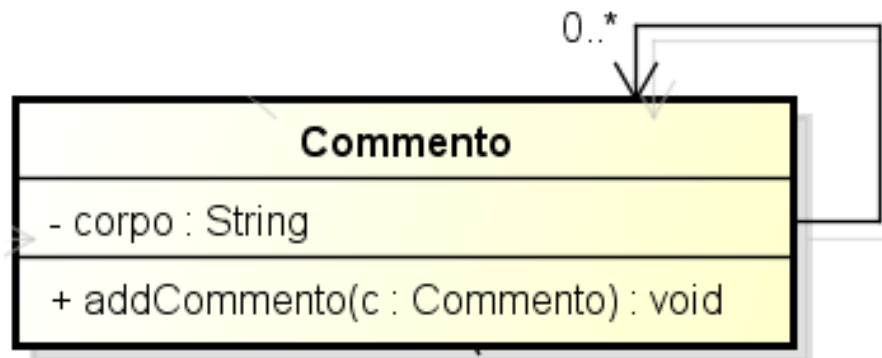 0..*
Commento
- corpo : String
+ addCommento(c : Commento) : void